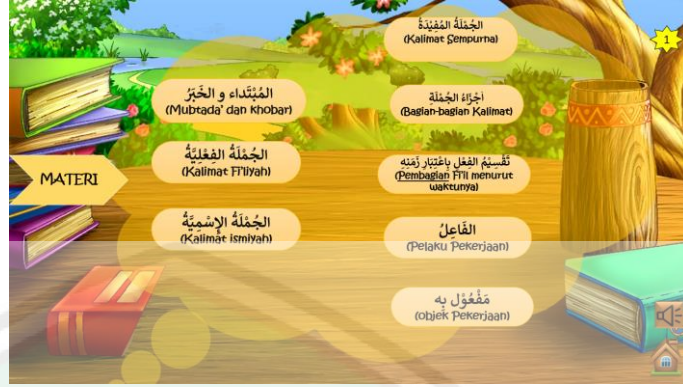 الجُمْلَةُ المُفِيْدَةُ
(Kalimat Sempurna)
1
المُبْتَداء و الخَبَرُ
(Mubtada' dan Khobar)
اَجْزَاءُ الجُمْلَةِ
(Bagian-bagian Kalimat)
MATERI
الجُمْلَةُ الفِعْلِيَّةُ
(Kalimat Fi'liyah)
تَقْسِيْمُ الفِعْلِ بِاعْتِبَارِ زَمَنِهِ
(Pembagian Fi'il menurut
waktunya)
الجُمْلَةُ الإِسْمِيَّةُ
(Kalimat Ismiyah)
الفَاعِلُ
(Pelaku Pekerjaan)
مَفْعُوْل بِه
(Objek Pekerjaan)